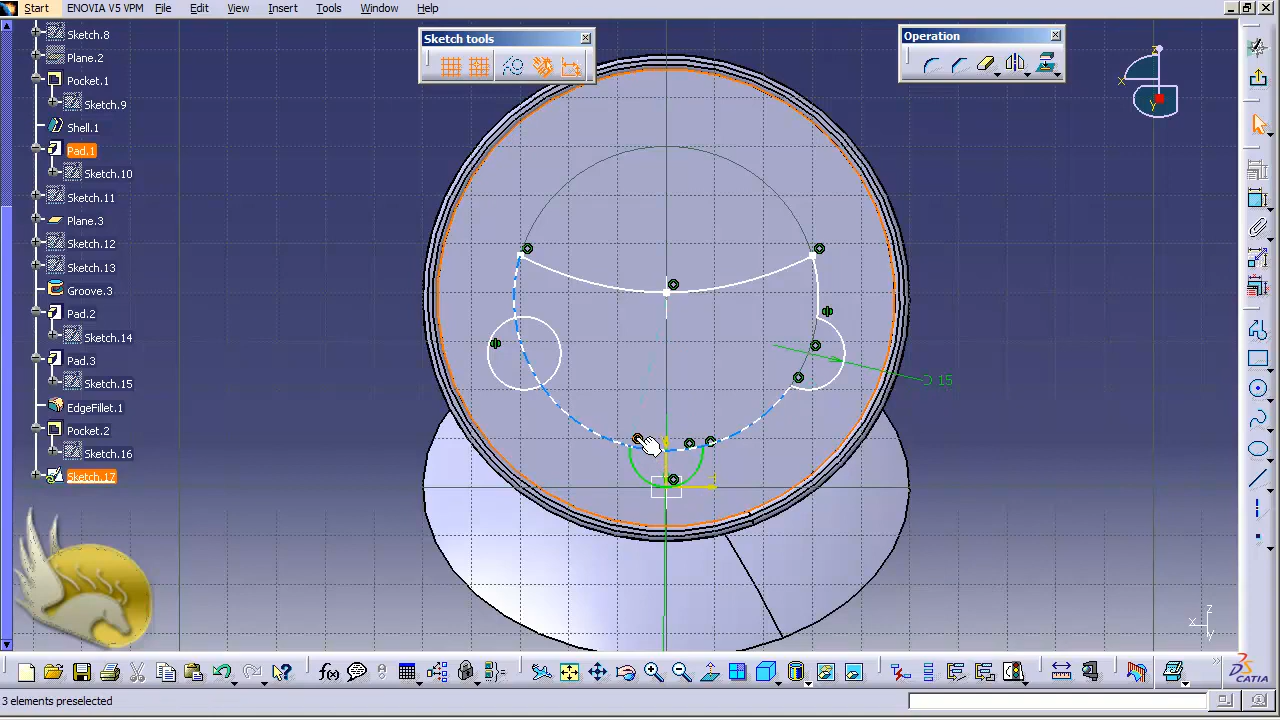 Start ENOVIA V5 VPM File Edit View Insert Tools Window Help
Sketch tools
Operation
Sketch.8
Plane.2
Pocket.1
Sketch.9
Shell.1
Pad.1
Sketch.10
Sketch.11
Plane.3
Sketch.12
Sketch.13
Groove.3
Pad.2
Sketch.14
Pad.3
Sketch.15
EdgeFillet.1
Pocket.2
Sketch.16
Sketch.17
15
x
y
z
x
y
CATIA
3 elements preselected